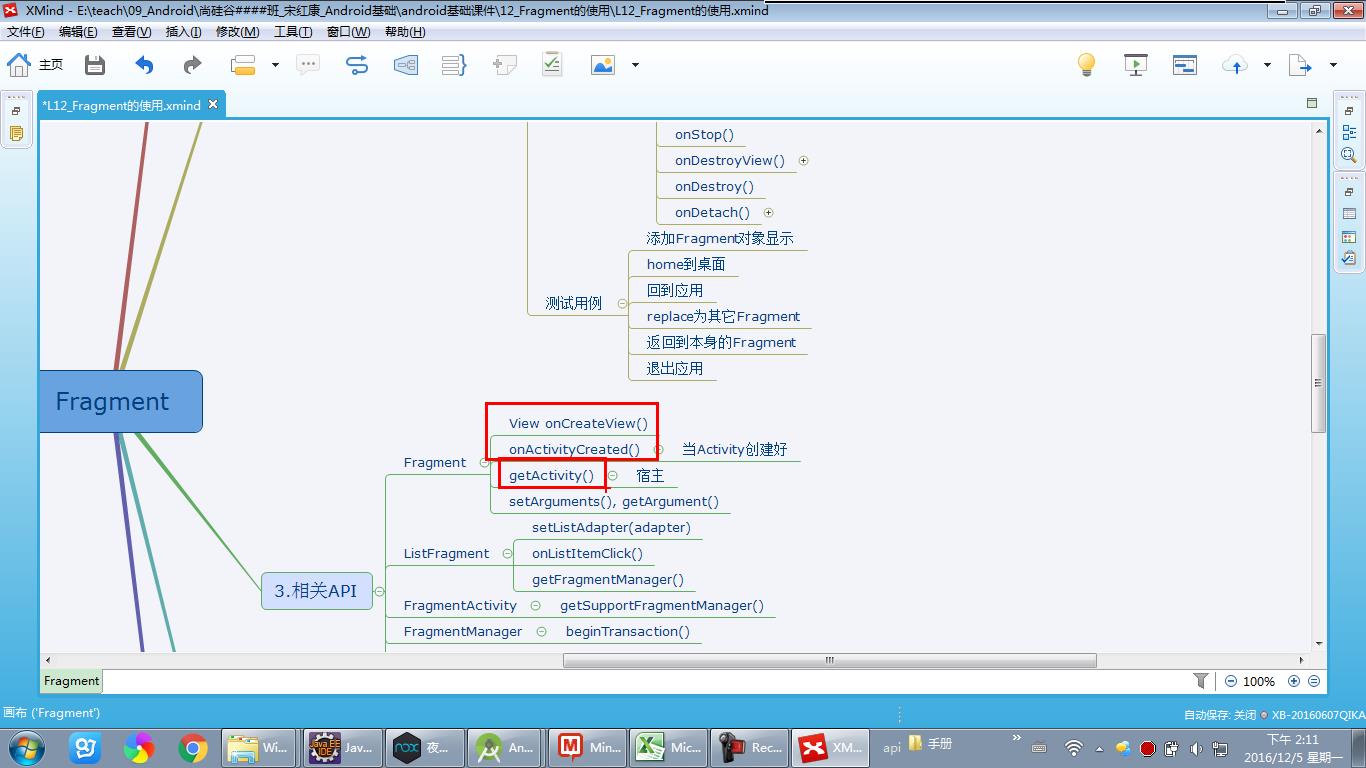 XMind - E:\teach\09_Android\尚硅谷####班_宋红康_Android基础\android基础课件\12_Fragment的使用\L12_Fragment的使用.xmind
文件(F) 编辑(E) 查看(V) 插入(I) 修改(M) 工具(T) 窗口(W) 帮助(H)
主页
*L12_Fragment的使用.xmind
onStop()
onDestroyView()
onDestroy()
onDetach()
添加Fragment对象显示
home到桌面
回到应用
测试用例
replace为其它Fragment
返回到本身的Fragment
退出应用
Fragment
View onCreateView()
onActivityCreated() 当Activity创建好
Fragment
getActivity() 宿主
setArguments(), getArgument()
setListAdapter(adapter)
ListFragment onListItemClick()
getFragmentManager()
3.相关API
FragmentActivity getSupportFragmentManager()
FragmentManager beginTransaction()
Fragment
100%
画布 ('Fragment')
自动保存: 关闭 XB-20160607QIKA
Wi... Jav... 夜... An... Min... Mic... Rec... XM... api 手册
下午 2:11
2016/12/5 星期一